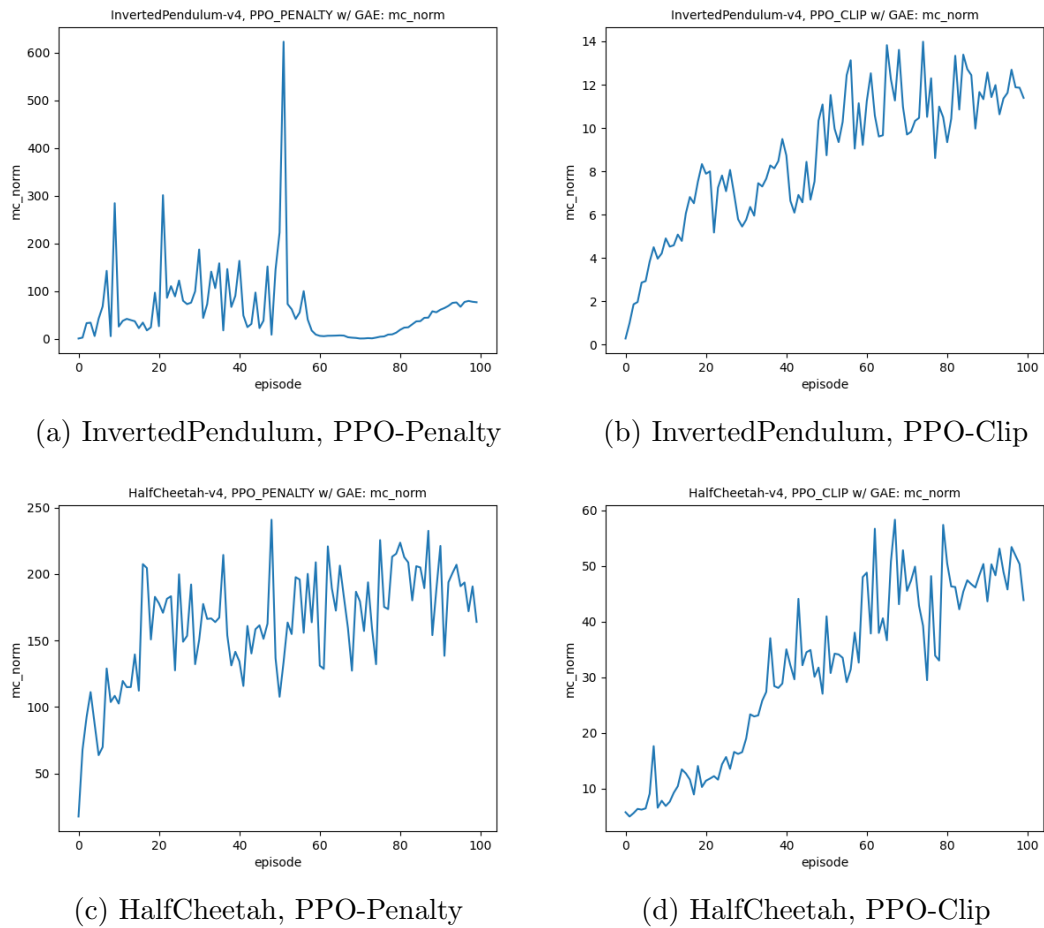 InvertedPendulum-v4, PPO_PENALTY w/ GAE: mc_norm
600
500
400
300
200
100
0
mc_norm
0 20 40 60 80 100
episode
(a) InvertedPendulum, PPO-Penalty
InvertedPendulum-v4, PPO_CLIP w/ GAE: mc_norm
14
12
10
8
6
4
2
0
mc_norm
0 20 40 60 80 100
episode
(b) InvertedPendulum, PPO-Clip
HalfCheetah-v4, PPO_PENALTY w/ GAE: mc_norm
250
200
150
100
50
mc_norm
0 20 40 60 80 100
episode
(c) HalfCheetah, PPO-Penalty
HalfCheetah-v4, PPO_CLIP w/ GAE: mc_norm
60
50
40
30
20
10
mc_norm
0 20 40 60 80 100
episode
(d) HalfCheetah, PPO-Clip